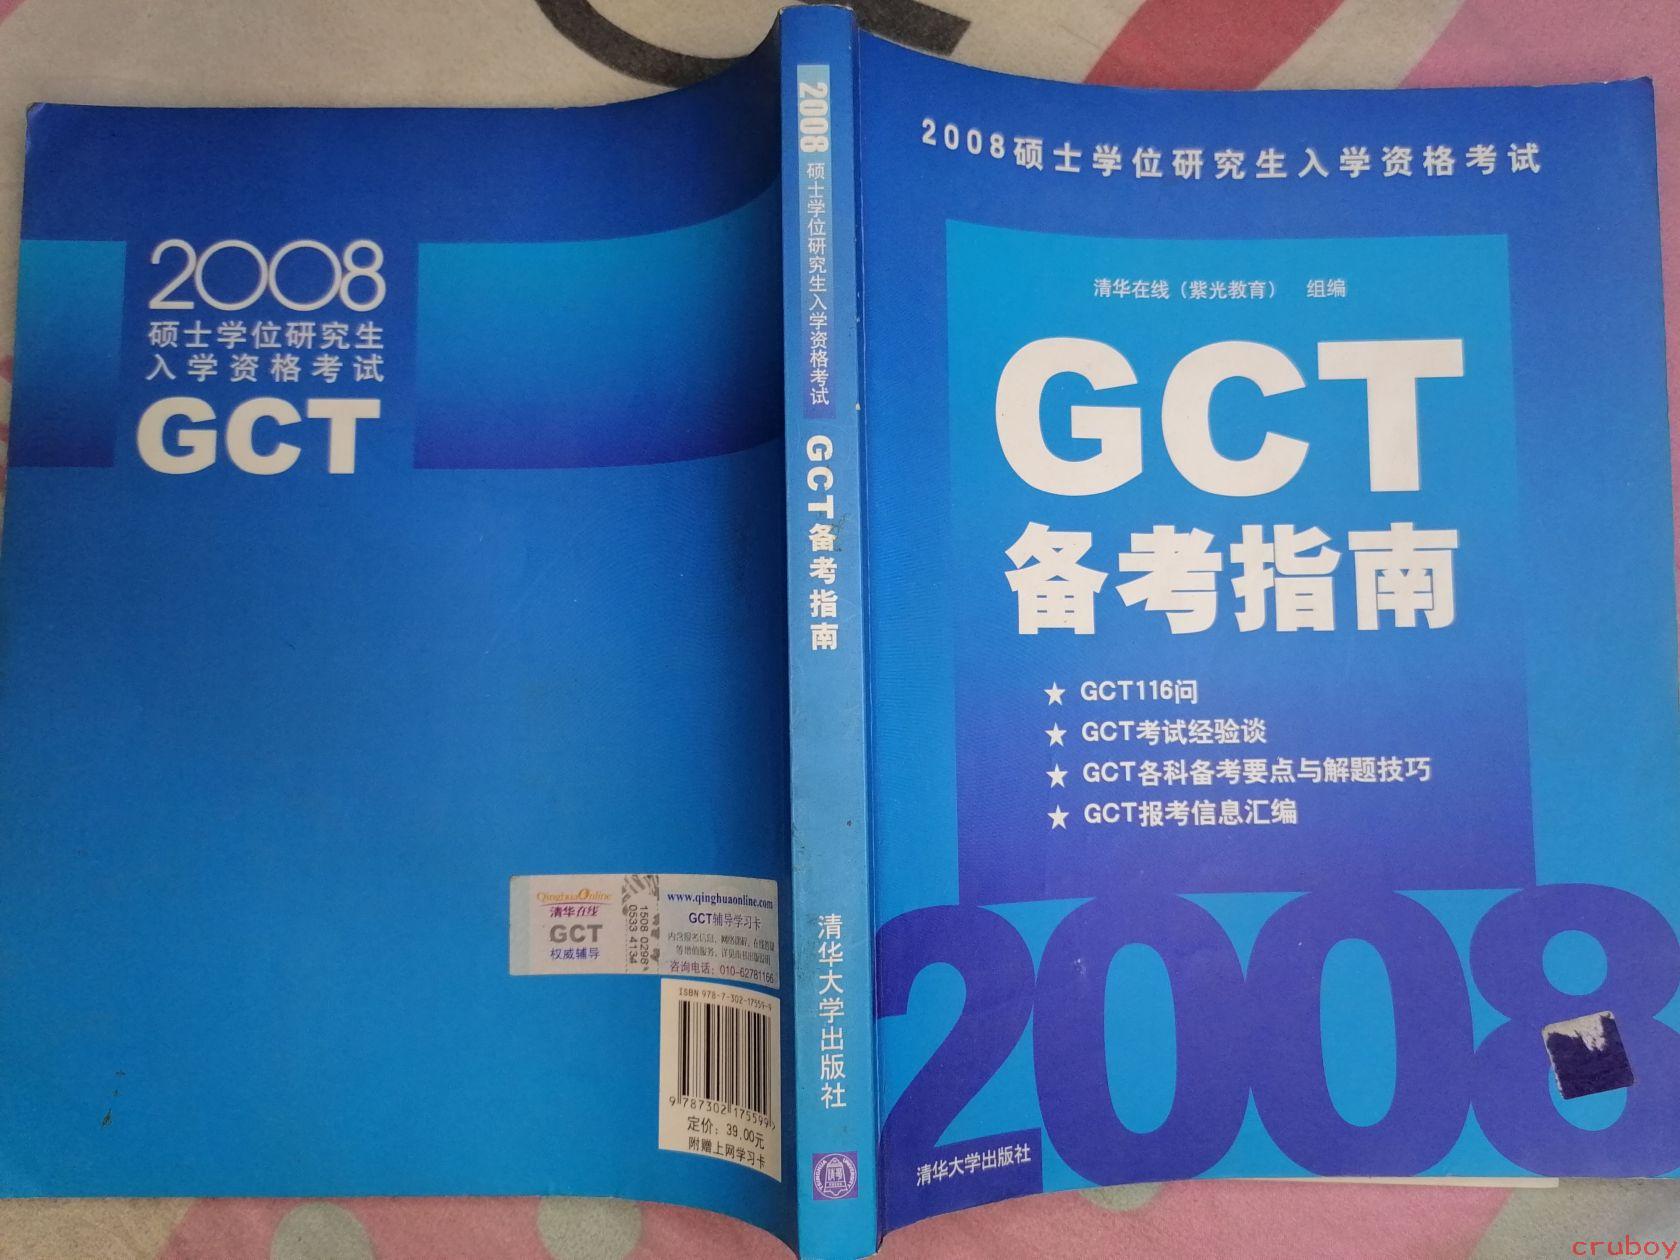 2008
硕士学位研究生
入学资格考试
GCT
QinghuaOnline
清华在线
GCT
权威辅导
1508 0298
0533 4134
www.qinghuaonline.com
GCT辅导学习卡
咨询电话：010-62781166
ISBN 978-7-302-17559-9
9 787302 175599>
定价：39.00元
附赠上网学习卡
2008 硕士学位研究生入学资格考试 GCT备考指南
清华大学出版社
2008硕士学位研究生入学资格考试
清华在线（紫光教育） 组编
GCT
备考指南
★ GCT116问
★ GCT考试经验谈
★ GCT各科备考要点与解题技巧
★ GCT报考信息汇编
2008
清华大学出版社
cruboy